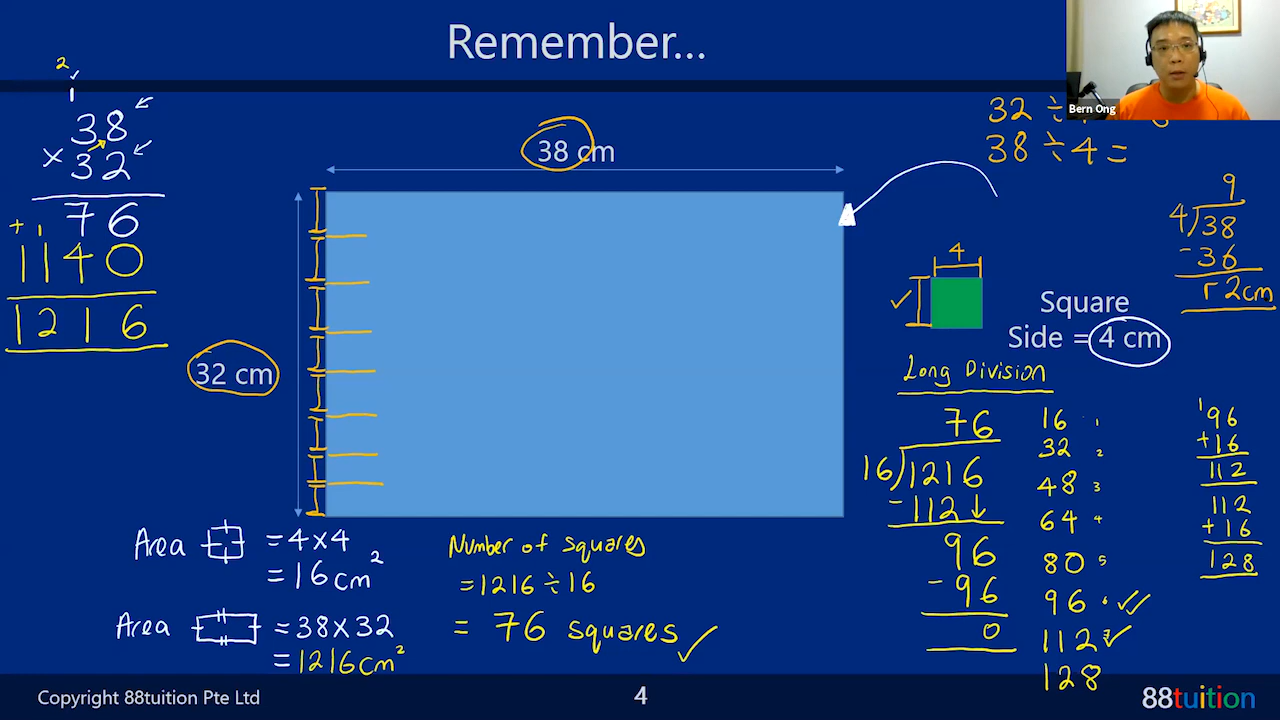 Remember...
Bern Ong
2
1
38
× 32
76
+ 1
1140
1216
38 cm
32 cm
32 ÷
38 ÷ 4 =
9
4)38
-36
r 2cm
4
Square
Side = 4 cm
Long Division
76
16)1216
-112↓
96
-96
0
16 1
32 2
48 3
64 4
80 5
96 6
112 7
128
1
96
+16
112
112
+16
128
Area = 4×4
= 16 cm²
Area = 38×32
= 1216cm²
Number of squares
= 1216 ÷ 16
= 76 squares
Copyright 88tuition Pte Ltd
4
88tuition